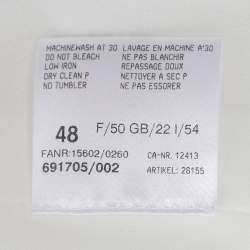 MACHINEWASH AT 30 LAVAGE EN MACHINE A'30
DO NOT BLEACH NE PAS BLANCHIR
LOW IRON REPASSAGE DOUX
DRY CLEAN P NETTOYER A SEC P
NO TUMBLER NE PAS ESSORER
48 F/50 GB/22 I/54
FANR:15602/0260 CA-NR. 12413
691705/002 ARTIKEL: 28155